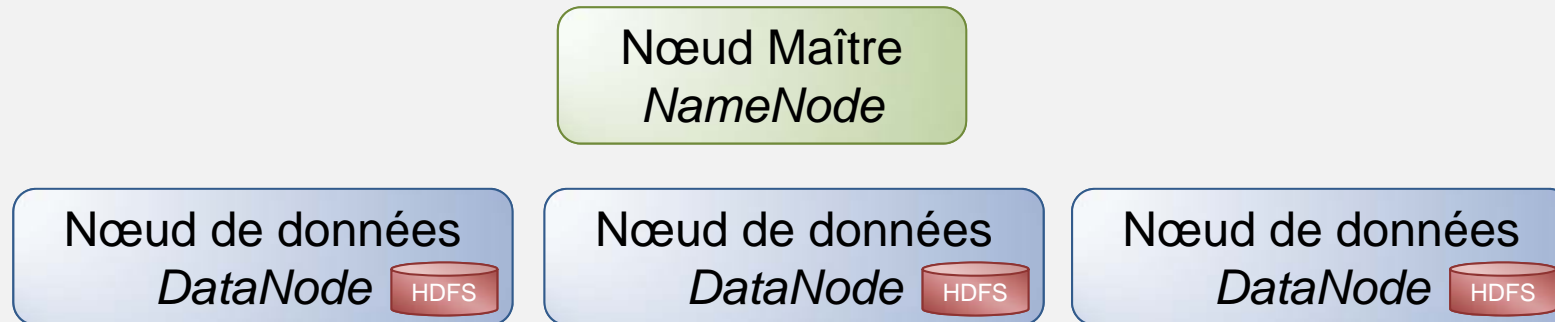 Nœud Maître
NameNode
Nœud de données
DataNode HDFS
Nœud de données
DataNode HDFS
Nœud de données
DataNode HDFS